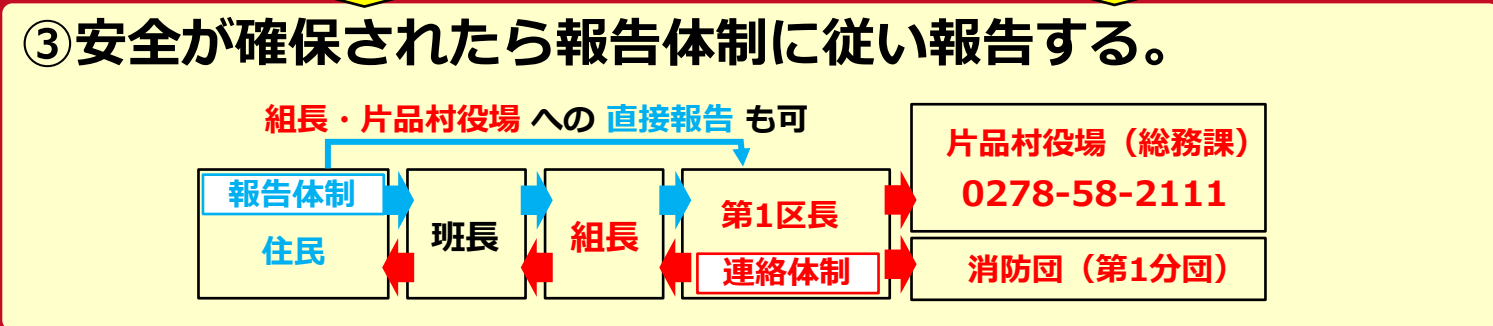 ③安全が確保されたら報告体制に従い報告する。
組長・片品村役場 への 直接報告 も可
報告体制
住民
班長
組長
第1区長
連絡体制
片品村役場（総務課）
0278-58-2111
消防団（第1分団）